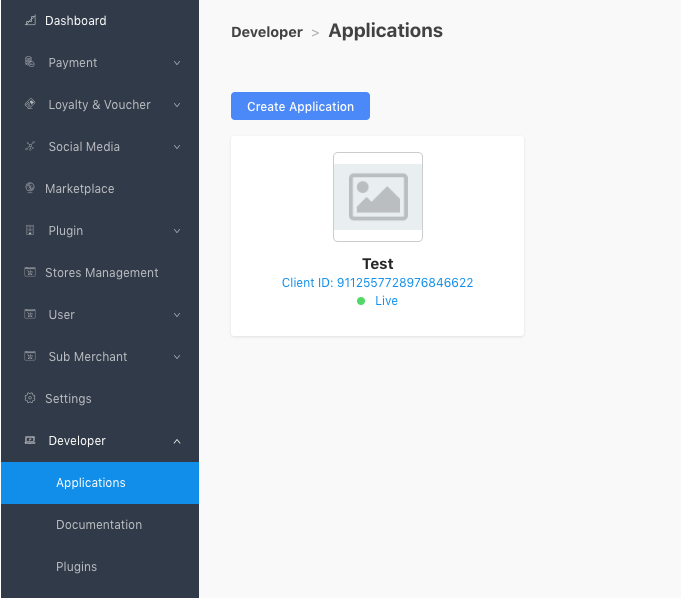 Dashboard
Payment
Loyalty & Voucher
Social Media
Marketplace
Plugin
Stores Management
User
Sub Merchant
Settings
Developer
Applications
Documentation
Plugins
Developer > Applications
Create Application
Test
Client ID: 9112557728976846622
Live